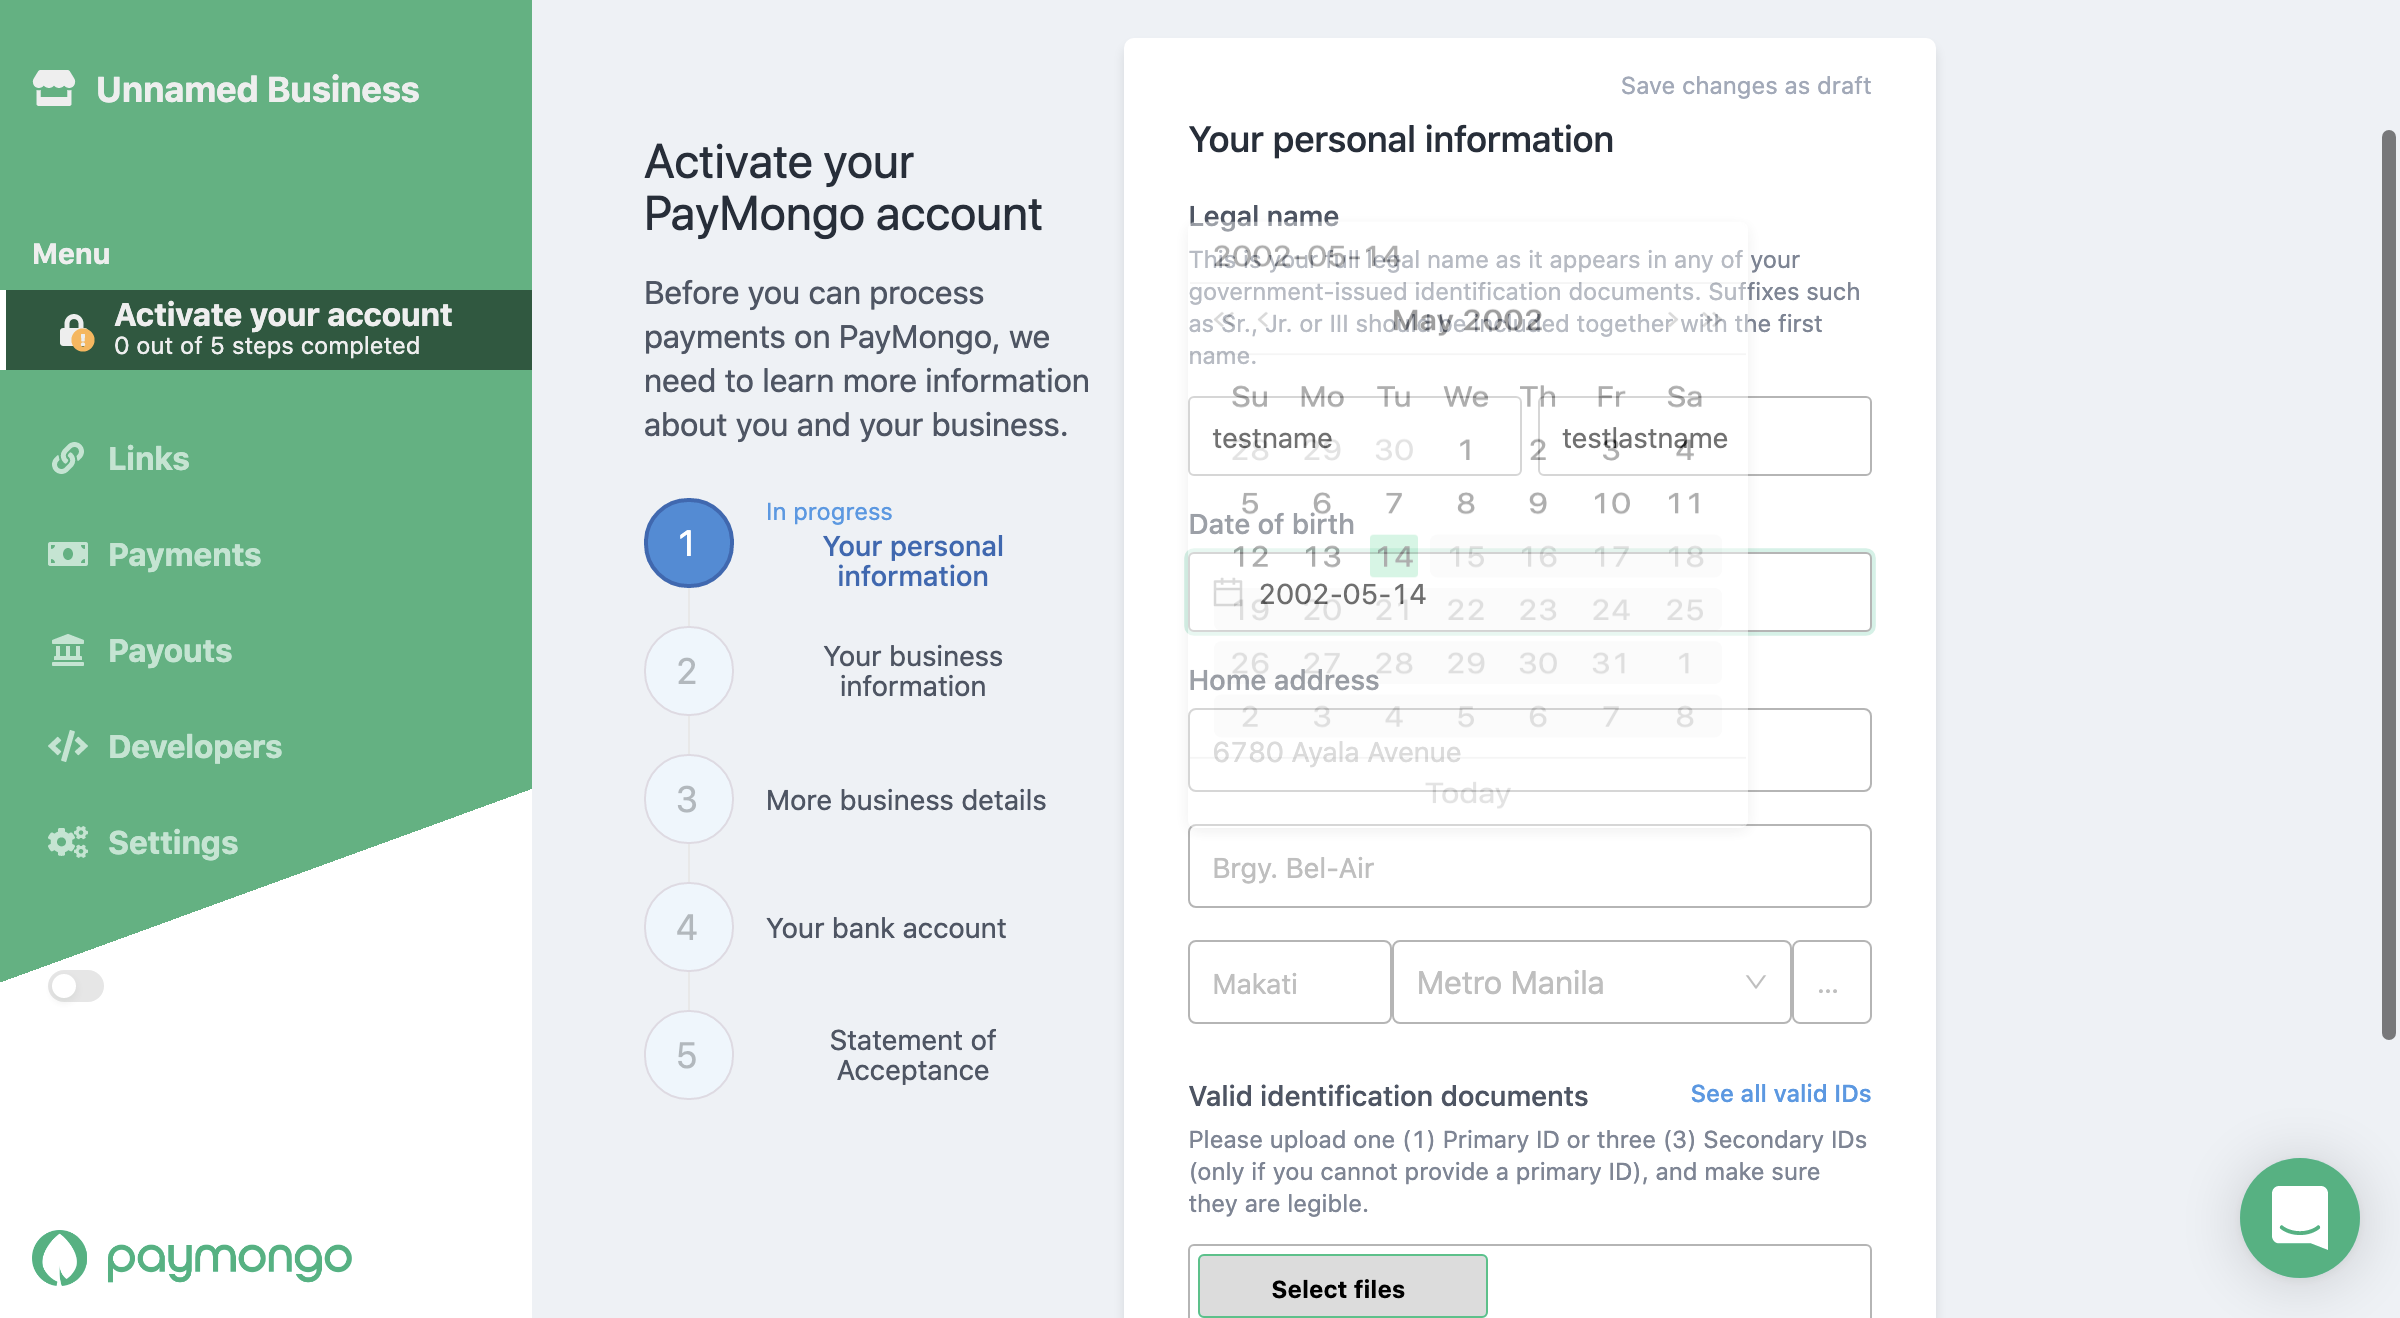 Unnamed Business
Menu
Activate your account
0 out of 5 steps completed
Links
Payments
Payouts
Developers
Settings
paymongo
Activate your
PayMongo account
Before you can process
payments on PayMongo, we
need to learn more information
about you and your business.
1
In progress
Your personal
information
2
Your business
information
3
More business details
4
Your bank account
5
Statement of
Acceptance
Save changes as draft
Your personal information
Legal name
This is your full legal name as it appears in any of your
government-issued identification documents. Suffixes such
as Sr., Jr. or III should be included together with the first
name.
testname
testlastname
Date of birth
2002-05-14
Home address
6780 Ayala Avenue
Brgy. Bel-Air
Makati
Metro Manila
...
2002-05-14
May 2002
Su Mo Tu We Th Fr Sa
28 29 30 1 2 3 4
5 6 7 8 9 10 11
12 13 14 15 16 17 18
19 20 21 22 23 24 25
26 27 28 29 30 31 1
2 3 4 5 6 7 8
Today
Valid identification documents
See all valid IDs
Please upload one (1) Primary ID or three (3) Secondary IDs
(only if you cannot provide a primary ID), and make sure
they are legible.
Select files